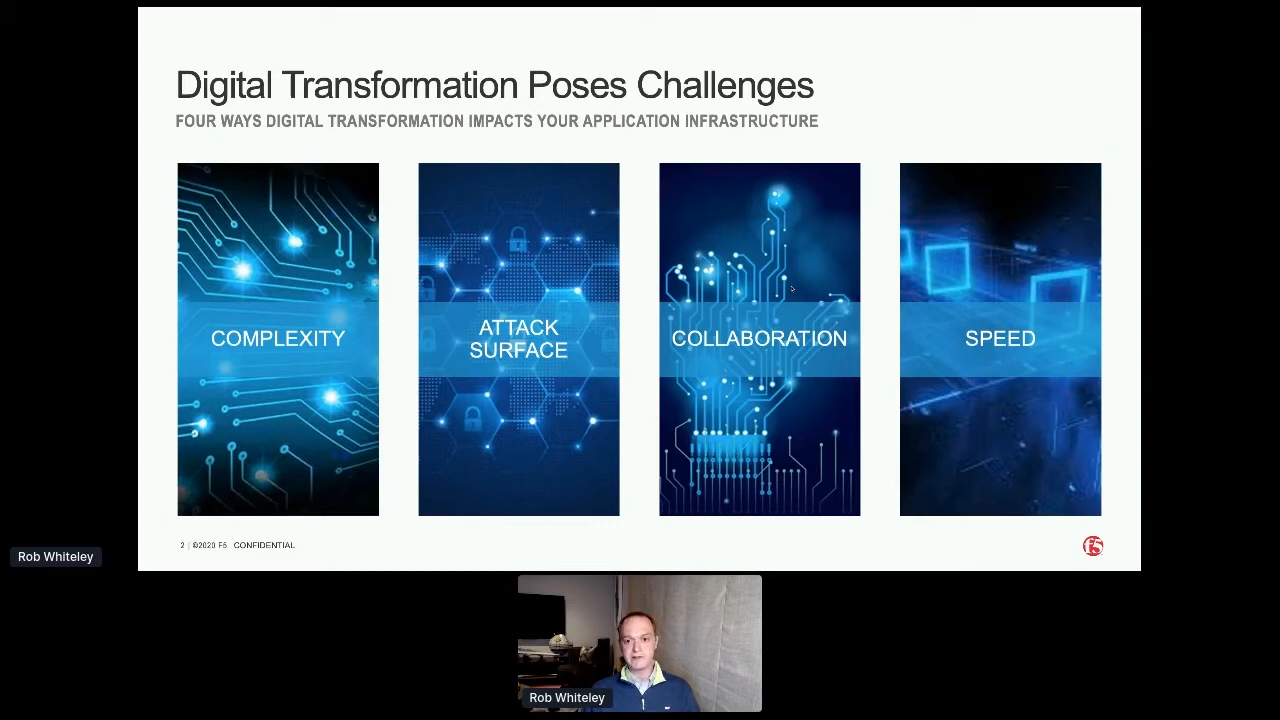 Digital Transformation Poses Challenges
FOUR WAYS DIGITAL TRANSFORMATION IMPACTS YOUR APPLICATION INFRASTRUCTURE
COMPLEXITY
ATTACK
SURFACE
COLLABORATION
SPEED
2 | ©2020 F5 CONFIDENTIAL
f5
Rob Whiteley
Rob Whiteley